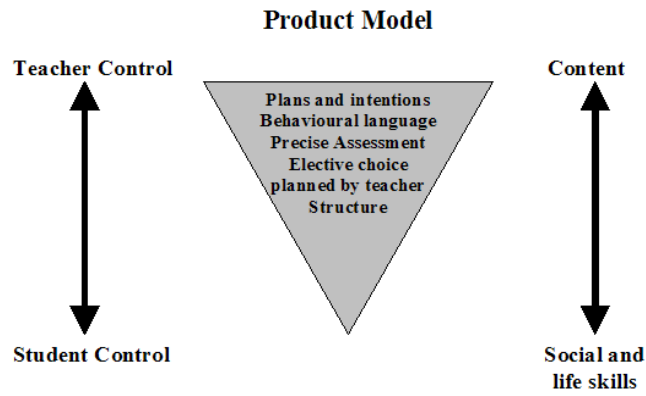 Product Model
Teacher Control
Content
Plans and intentions
Behavioural language
Precise Assessment
Elective choice
planned by teacher
Structure
Student Control
Social and
life skills